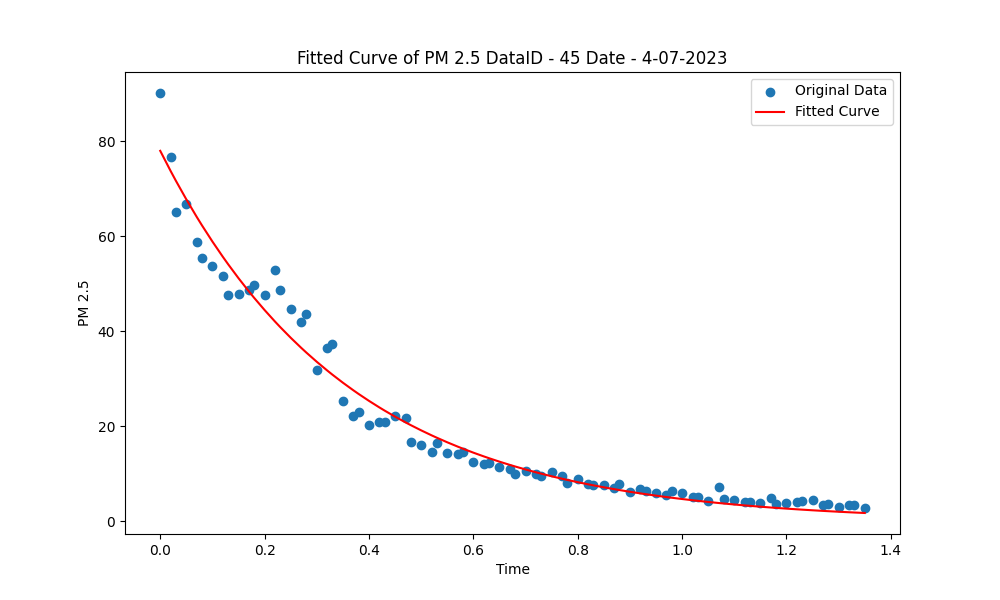 Fitted Curve of PM 2.5 DataID - 45 Date - 4-07-2023
Original Data
Fitted Curve
PM 2.5
80
60
40
20
0
0.0 0.2 0.4 0.6 0.8 1.0 1.2 1.4
Time